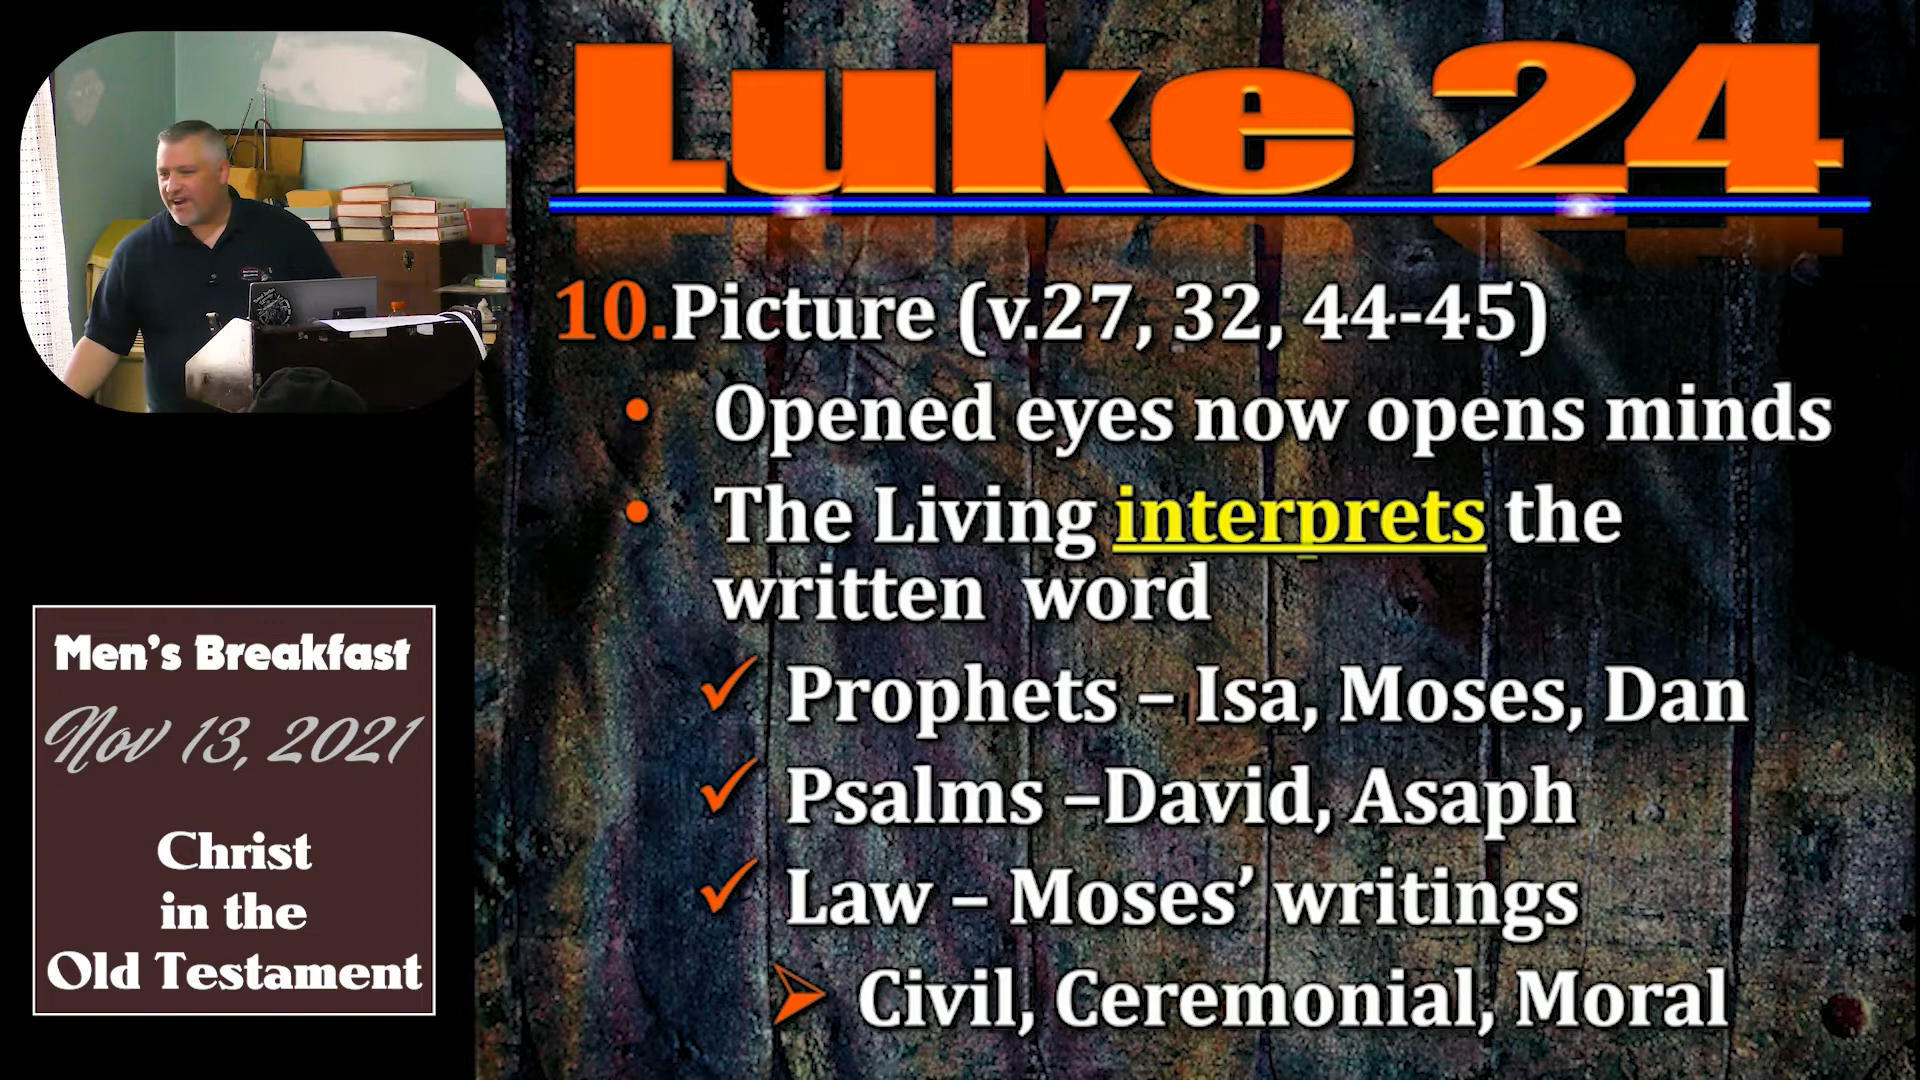 Luke 24
10.Picture (v.27, 32, 44-45)
• Opened eyes now opens minds
• The Living interprets the
written word
✓ Prophets – Isa, Moses, Dan
✓ Psalms –David, Asaph
✓ Law – Moses’ writings
➢ Civil, Ceremonial, Moral
Men's Breakfast
Nov 13, 2021
Christ
in the
Old Testament